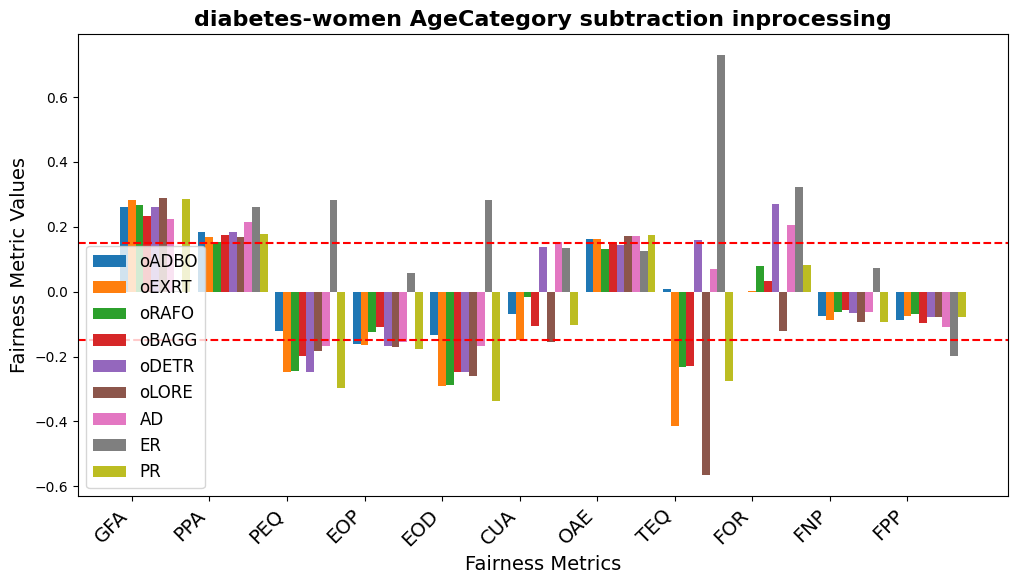 diabetes-women AgeCategory subtraction inprocessing
Fairness Metric Values
0.6
0.4
0.2
0.0
−0.2
−0.4
−0.6
oADBO
oEXRT
oRAFO
oBAGG
oDETR
oLORE
AD
ER
PR
GFA
PPA
PEQ
EOP
EOD
CUA
OAE
TEQ
FOR
FNP
FPP
Fairness Metrics